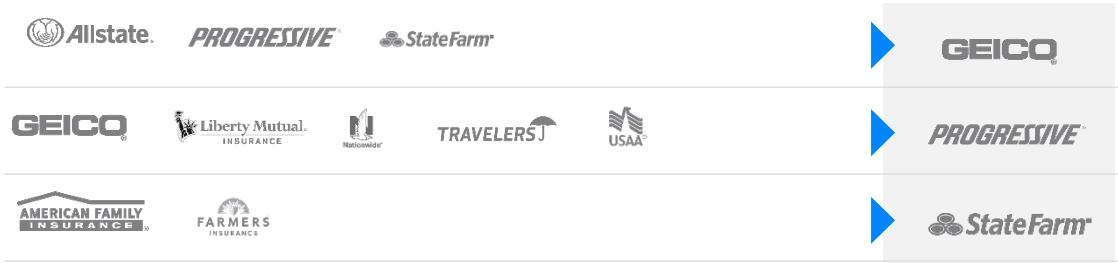 Allstate. PROGRESSIVE StateFarm
GEICO
GEICO Liberty Mutual. INSURANCE Nationwide TRAVELERS USAA
PROGRESSIVE
AMERICAN FAMILY INSURANCE FARMERS INSURANCE
StateFarm